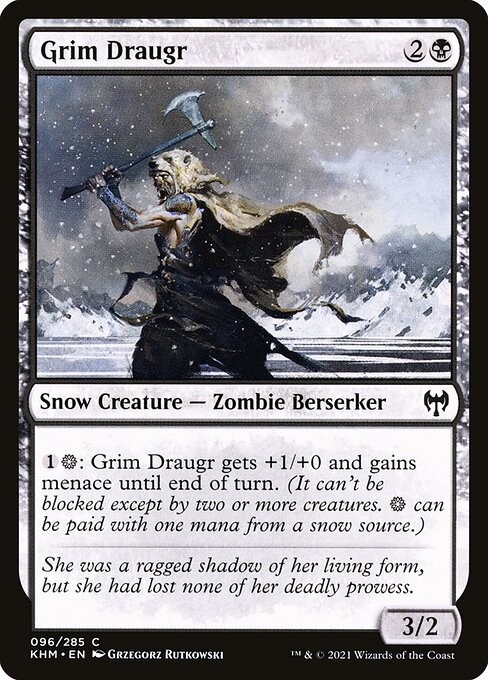 Grim Draugr 2
Snow Creature — Zombie Berserker
1 : Grim Draugr gets +1/+0 and gains
menace until end of turn. (It can't be
blocked except by two or more creatures. can
be paid with one mana from a snow source.)
She was a ragged shadow of her living form,
but she had lost none of her deadly prowess.
3/2
096/285 C
KHM • EN Grzegorz Rutkowski
™ & © 2021 Wizards of the Coast